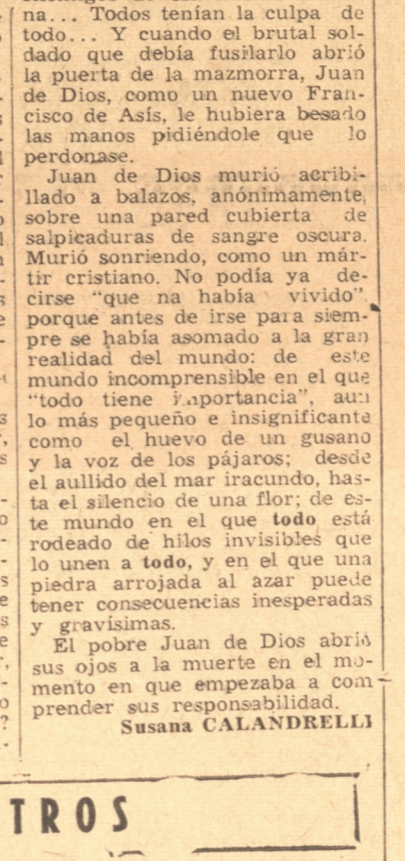 na... Todos tenían la culpa de
todo... Y cuando el brutal sol-
dado que debía fusilarlo abrió
la puerta de la mazmorra, Juan
de Dios, como un nuevo Fran-
cisco de Asís, le hubiera besado
las manos pidiéndole que lo
perdonase.
Juan de Dios murió acribi-
llado a balazos, anónimamente,
sobre una pared cubierta de
salpicaduras de sangre oscura.
Murió sonriendo, como un már-
tir cristiano. No podía ya de-
cirse "que na había vivido"
porque antes de irse para siem-
pre se había asomado a la gran
realidad del mundo: de este
mundo incomprensible en el que
"todo tiene importancia", aun
lo más pequeño e insignificante
como el huevo de un gusano
y la voz de los pájaros; desde
el aullido del mar iracundo, has-
ta el silencio de una flor; de es-
te mundo en el que todo está
rodeado de hilos invisibles que
lo unen a todo, y en el que una
piedra arrojada al azar puede
tener consecuencias inesperadas
y gravísimas.
El pobre Juan de Dios abrió
sus ojos a la muerte en el mo-
mento en que empezaba a com
prender sus responsabilidad.
Susana CALANDRELLI
TROS